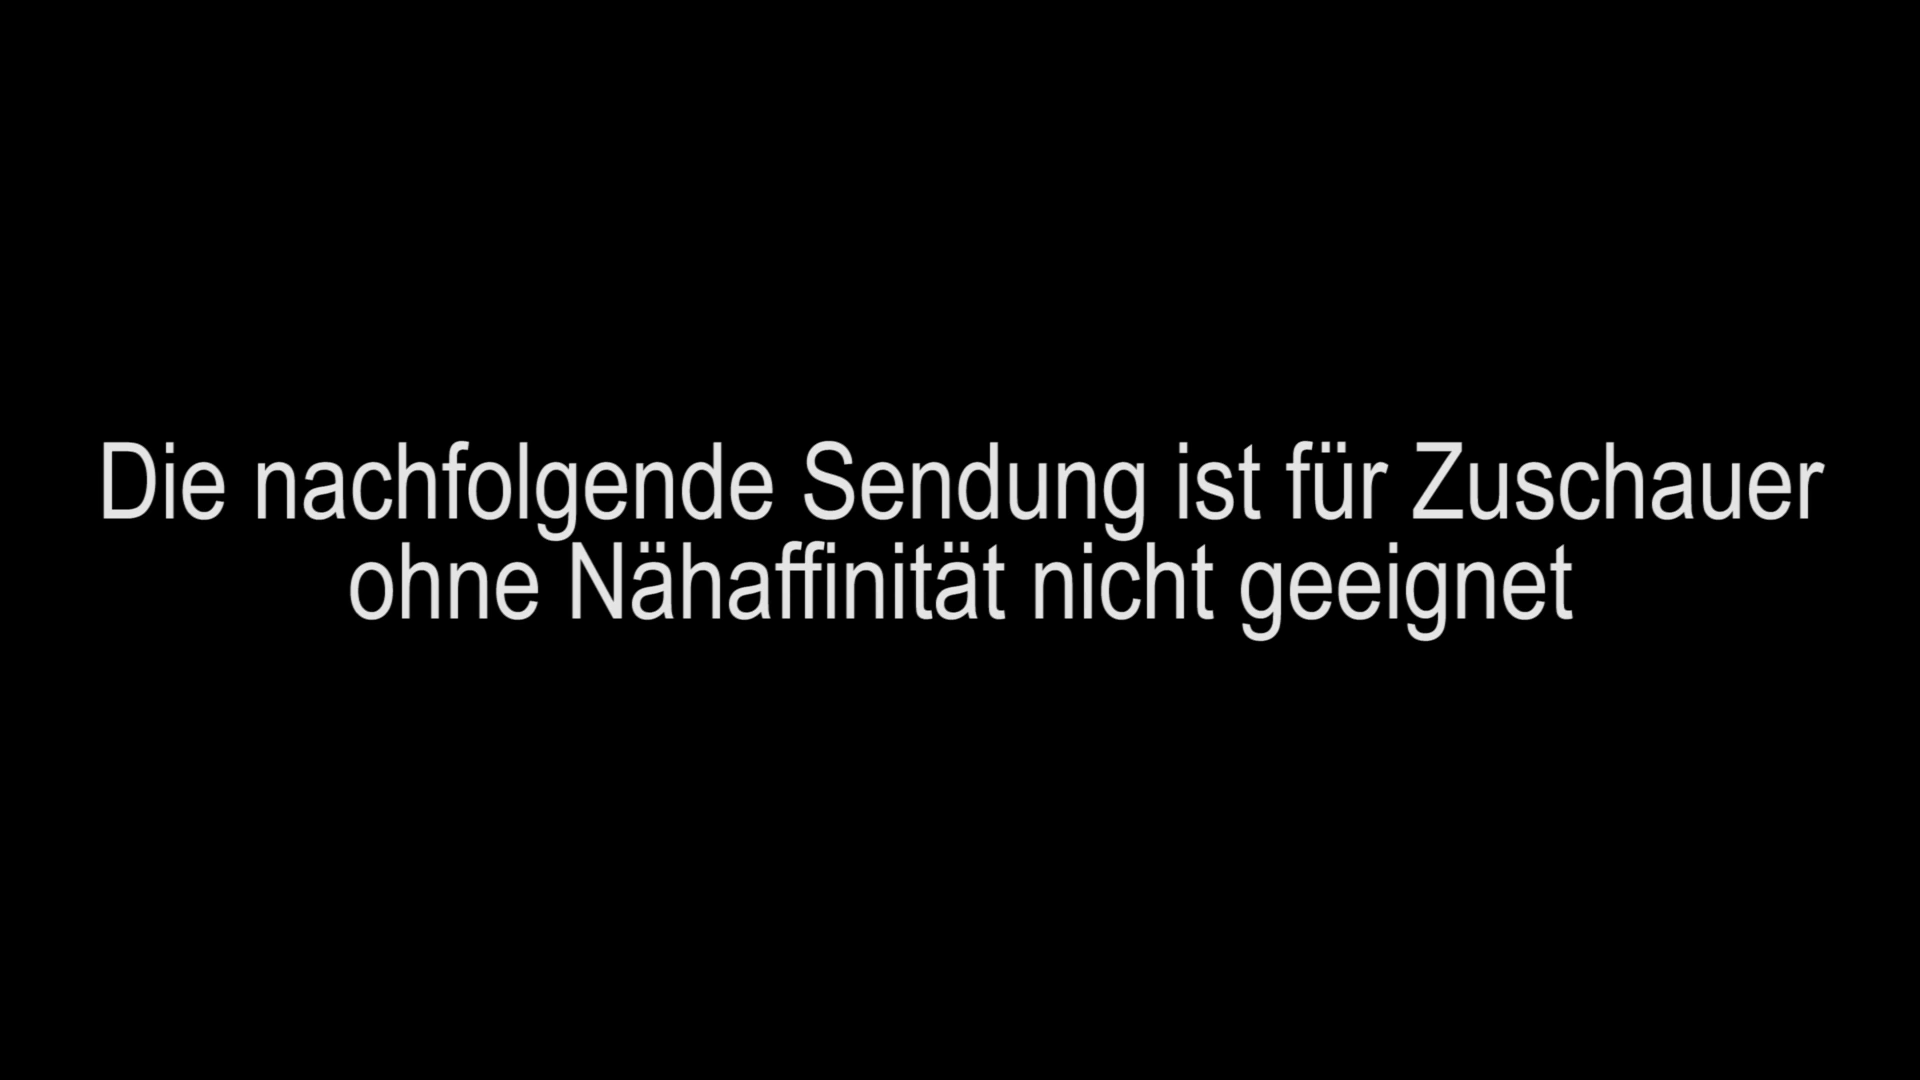 Die nachfolgende Sendung ist für Zuschauer
ohne Nähaffinität nicht geeignet